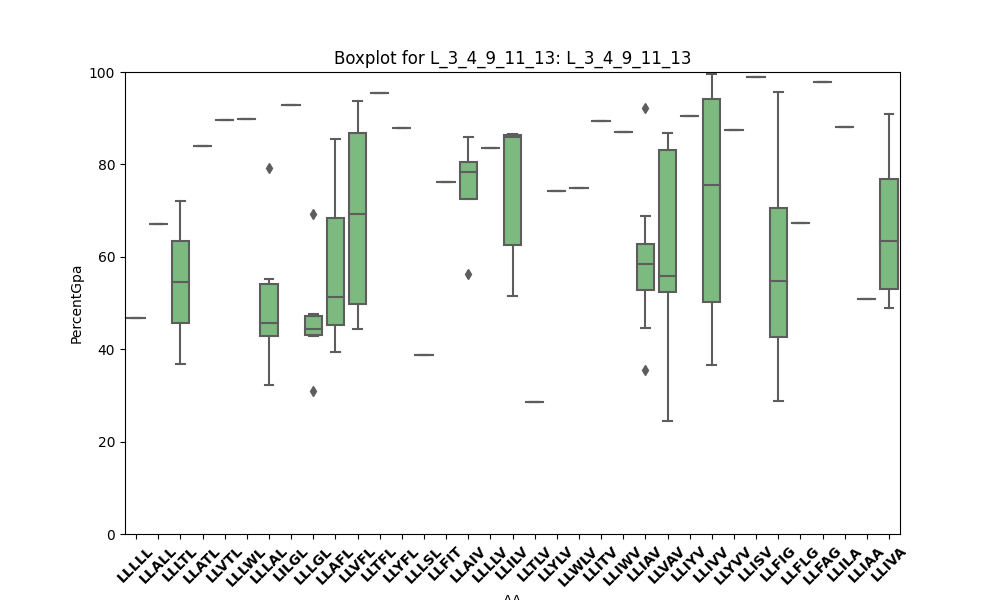 Boxplot for L_3_4_9_11_13: L_3_4_9_11_13
100
80
60
40
20
0
PercentGpa
LLLLL
LLALL
LLLTL
LLATL
LLVTL
LLLWL
LLLAL
LILGL
LLLGL
LLAFL
LLVFL
LLTFL
LLYFL
LLLSL
LLFIT
LLAIV
LLLLV
LLILV
LLTLV
LLYLV
LLWLV
LLITV
LLIWV
LLIAV
LLVAV
LLIYV
LLIVV
LLYVV
LLISV
LLFIG
LLFLG
LLFAG
LLILA
LLIAA
LLIVA
AA